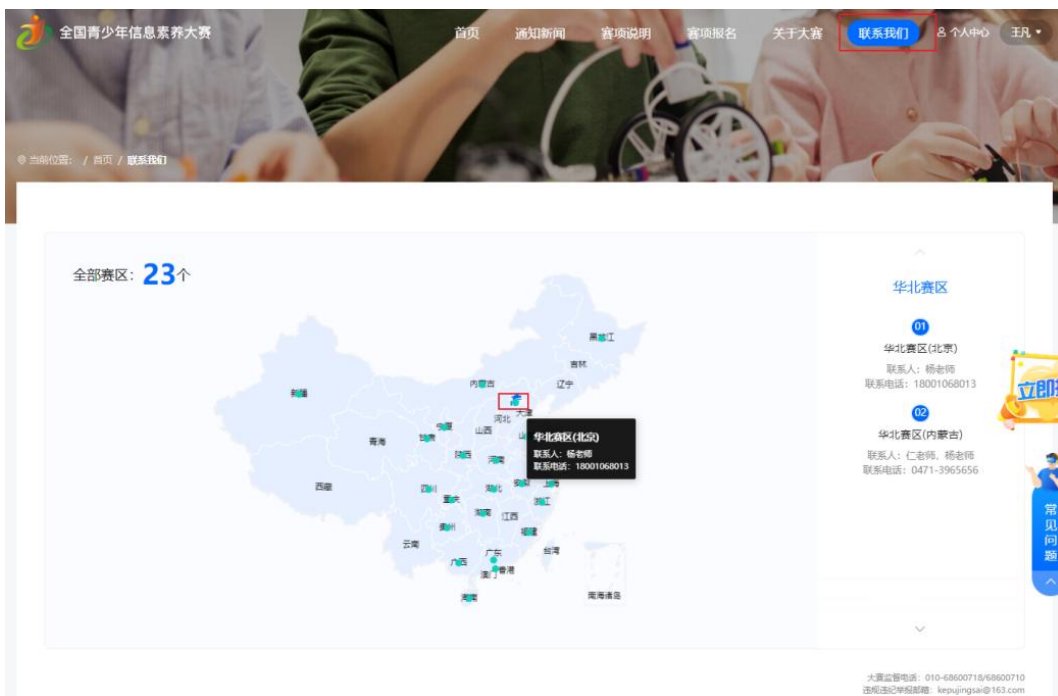 全国青少年信息素养大赛
首页 通知新闻 赛项说明 赛项报名 关于大赛 联系我们 个人中心 王凡
当前位置： / 首页 / 联系我们
全部赛区：23个
华北赛区
01
华北赛区(北京)
联系人：杨老师
联系电话：18001068013
02
华北赛区(内蒙古)
联系人：仁老师、杨老师
联系电话：0471-3965656
黑龙江
吉林
内蒙古 辽宁
新疆
河北 天津
宁夏 山西
青海 甘肃
华北赛区(北京)
联系人：杨老师
联系电话：18001068013
陕西 河南
西藏
四川 湖北 安徽 上海
重庆 浙江
湖南 江西
贵州 福建
云南
广西 广东 台湾
澳门 香港
海南
南海诸岛
立即
常见问题
大赛监督电话：010-68600718/68600710
违规违纪举报邮箱：kepujingsai@163.com